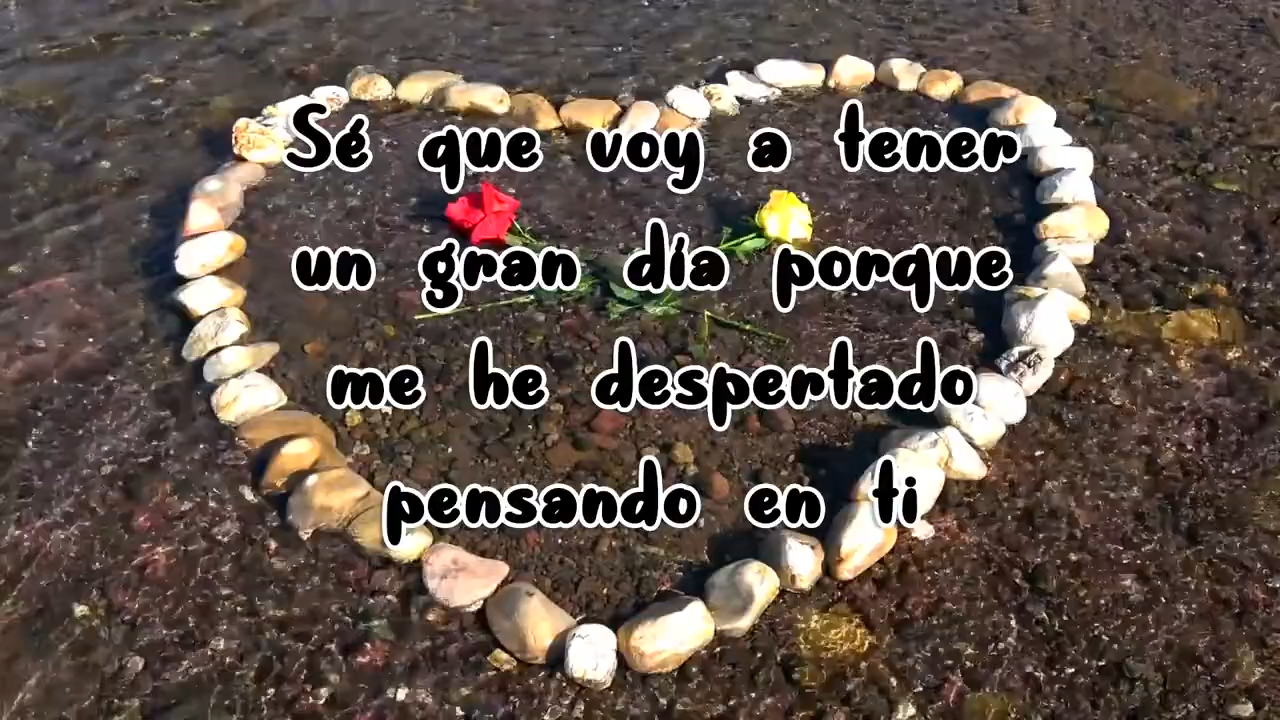 Sé que voy a tener
un gran día porque
me he despertado
pensando en ti